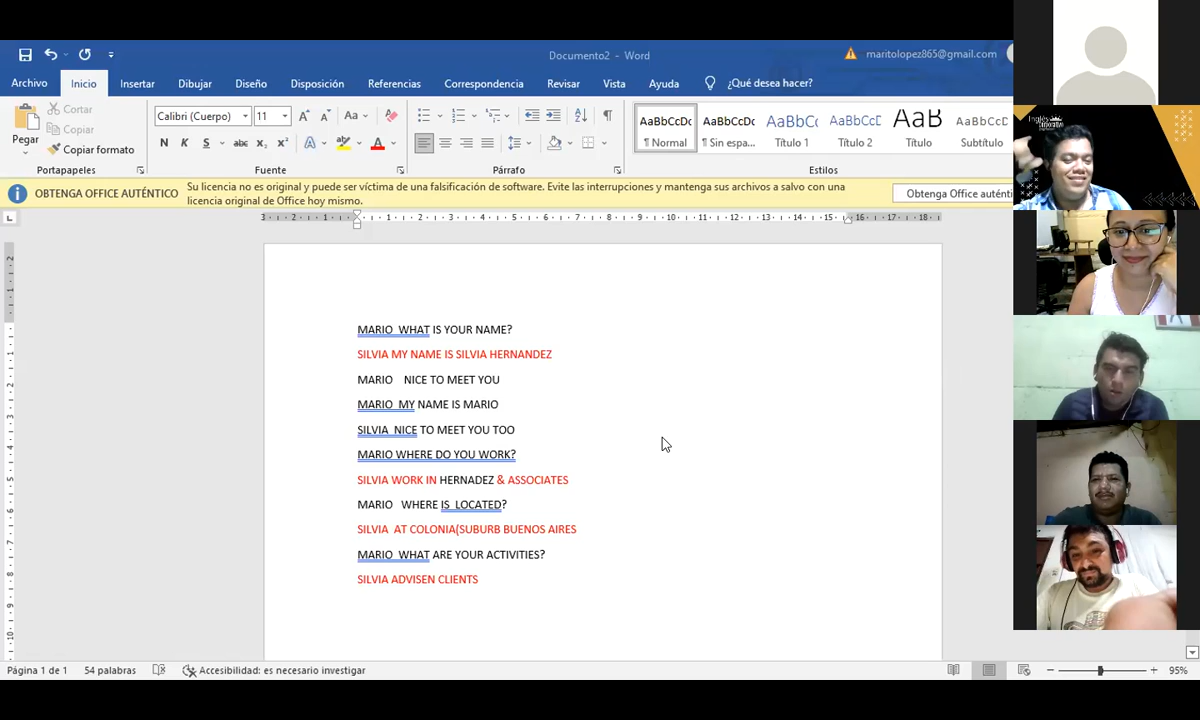 Documento2 - Word
maritolopez865@gmail.com
Archivo Inicio Insertar Dibujar Diseño Disposición Referencias Correspondencia Revisar Vista Ayuda ¿Qué desea hacer?
Pegar
Cortar
Copiar
Copiar formato
Calibri (Cuerpo) 11
N K S abc x₂ x²
Portapapeles Fuente Párrafo Estilos
AaBbCcDc AaBbCcDc AaBbCc AaBbCcD AaB AaBbCcD
¶ Normal ¶ Sin espa... Título 1 Título 2 Título Subtítulo
OBTENGA OFFICE AUTÉNTICO Su licencia no es original y puede ser víctima de una falsificación de software. Evite las interrupciones y mantenga sus archivos a salvo con una
licencia original de Office hoy mismo.
Obtenga Office auténti
Inglés
MARIO WHAT IS YOUR NAME?
SILVIA MY NAME IS SILVIA HERNANDEZ
MARIO NICE TO MEET YOU
MARIO MY NAME IS MARIO
SILVIA NICE TO MEET YOU TOO
MARIO WHERE DO YOU WORK?
SILVIA WORK IN HERNADEZ & ASSOCIATES
MARIO WHERE IS LOCATED?
SILVIA AT COLONIA(SUBURB BUENOS AIRES
MARIO WHAT ARE YOUR ACTIVITIES?
SILVIA ADVISEN CLIENTS
Página 1 de 1 54 palabras Accesibilidad: es necesario investigar 95%